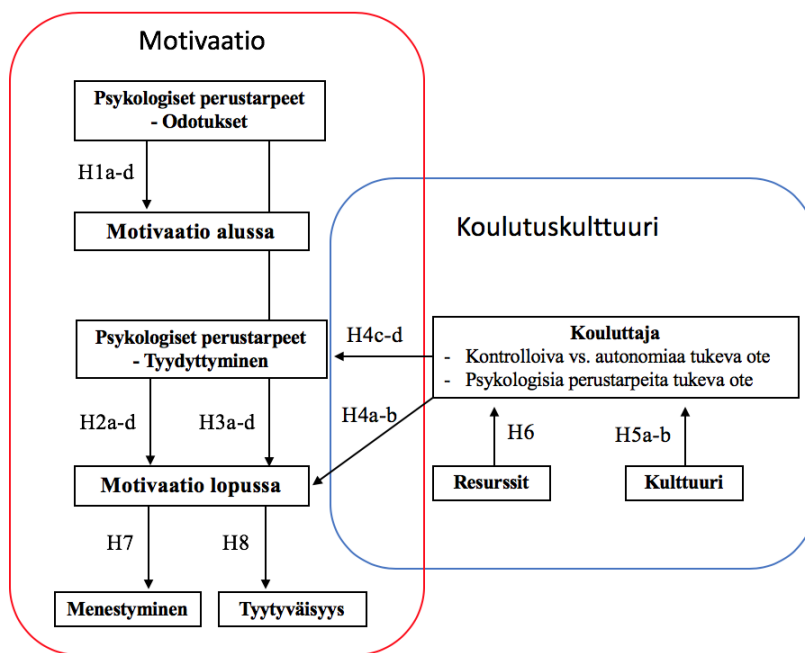 Motivaatio
Psykologiset perustarpeet
- Odotukset
H1a-d
Motivaatio alussa
Koulutuskulttuuri
Psykologiset perustarpeet
- Tyydyttyminen
H4c-d
Kouluttaja
- Kontrolloiva vs. autonomiaa tukeva ote
- Psykologisia perustarpeita tukeva ote
H2a-d
H3a-d
H4a-b
H6
H5a-b
Motivaatio lopussa
Resurssit
Kulttuuri
H7
H8
Menestyminen
Tyytyväisyys